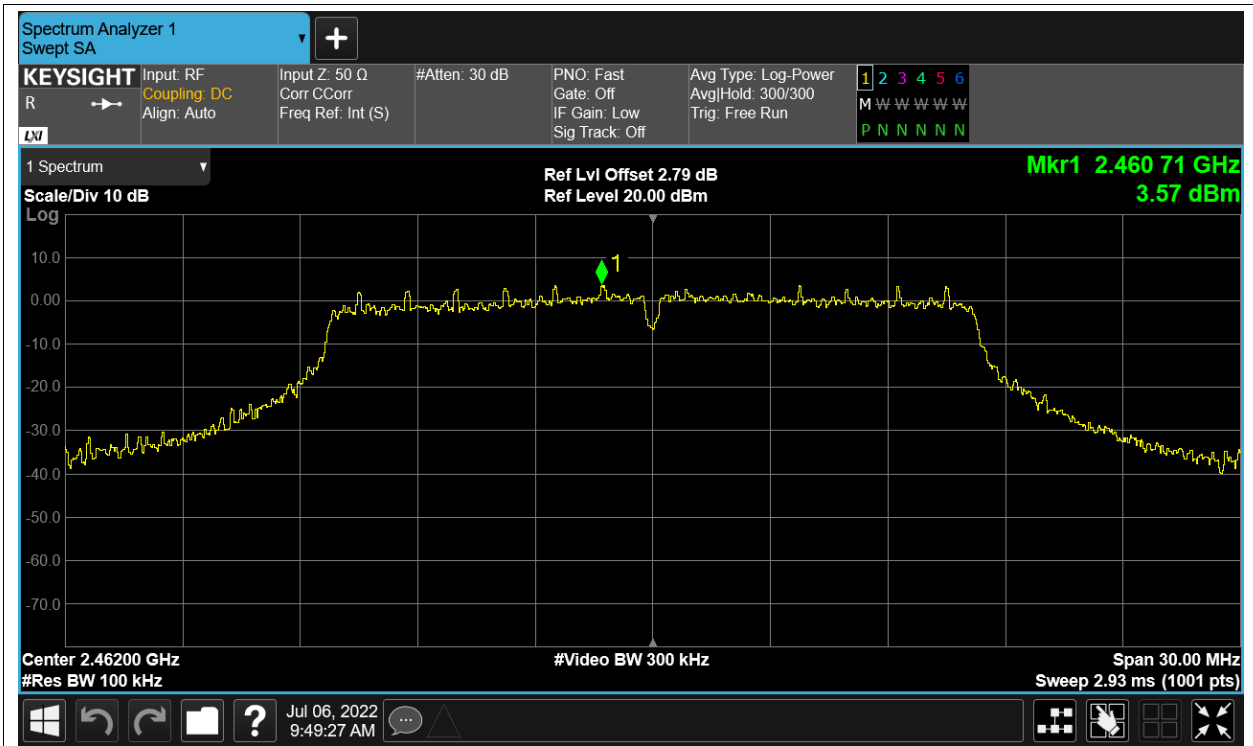 Spectrum Analyzer 1
Swept SA
+
KEYSIGHT
R
LXI
Input: RF
Coupling: DC
Align: Auto
Input Z: 50 Ω
Corr CCorr
Freq Ref: Int (S)
#Atten: 30 dB
PNO: Fast
Gate: Off
IF Gain: Low
Sig Track: Off
Avg Type: Log-Power
Avg|Hold: 300/300
Trig: Free Run
1 2 3 4 5 6
M W W W W W
P N N N N N
1 Spectrum
Scale/Div 10 dB
Log
Ref Lvl Offset 2.79 dB
Ref Level 20.00 dBm
Mkr1 2.460 71 GHz
3.57 dBm
1
10.0
0.00
-10.0
-20.0
-30.0
-40.0
-50.0
-60.0
-70.0
Center 2.46200 GHz
#Res BW 100 kHz
#Video BW 300 kHz
Span 30.00 MHz
Sweep 2.93 ms (1001 pts)
?
Jul 06, 2022
9:49:27 AM